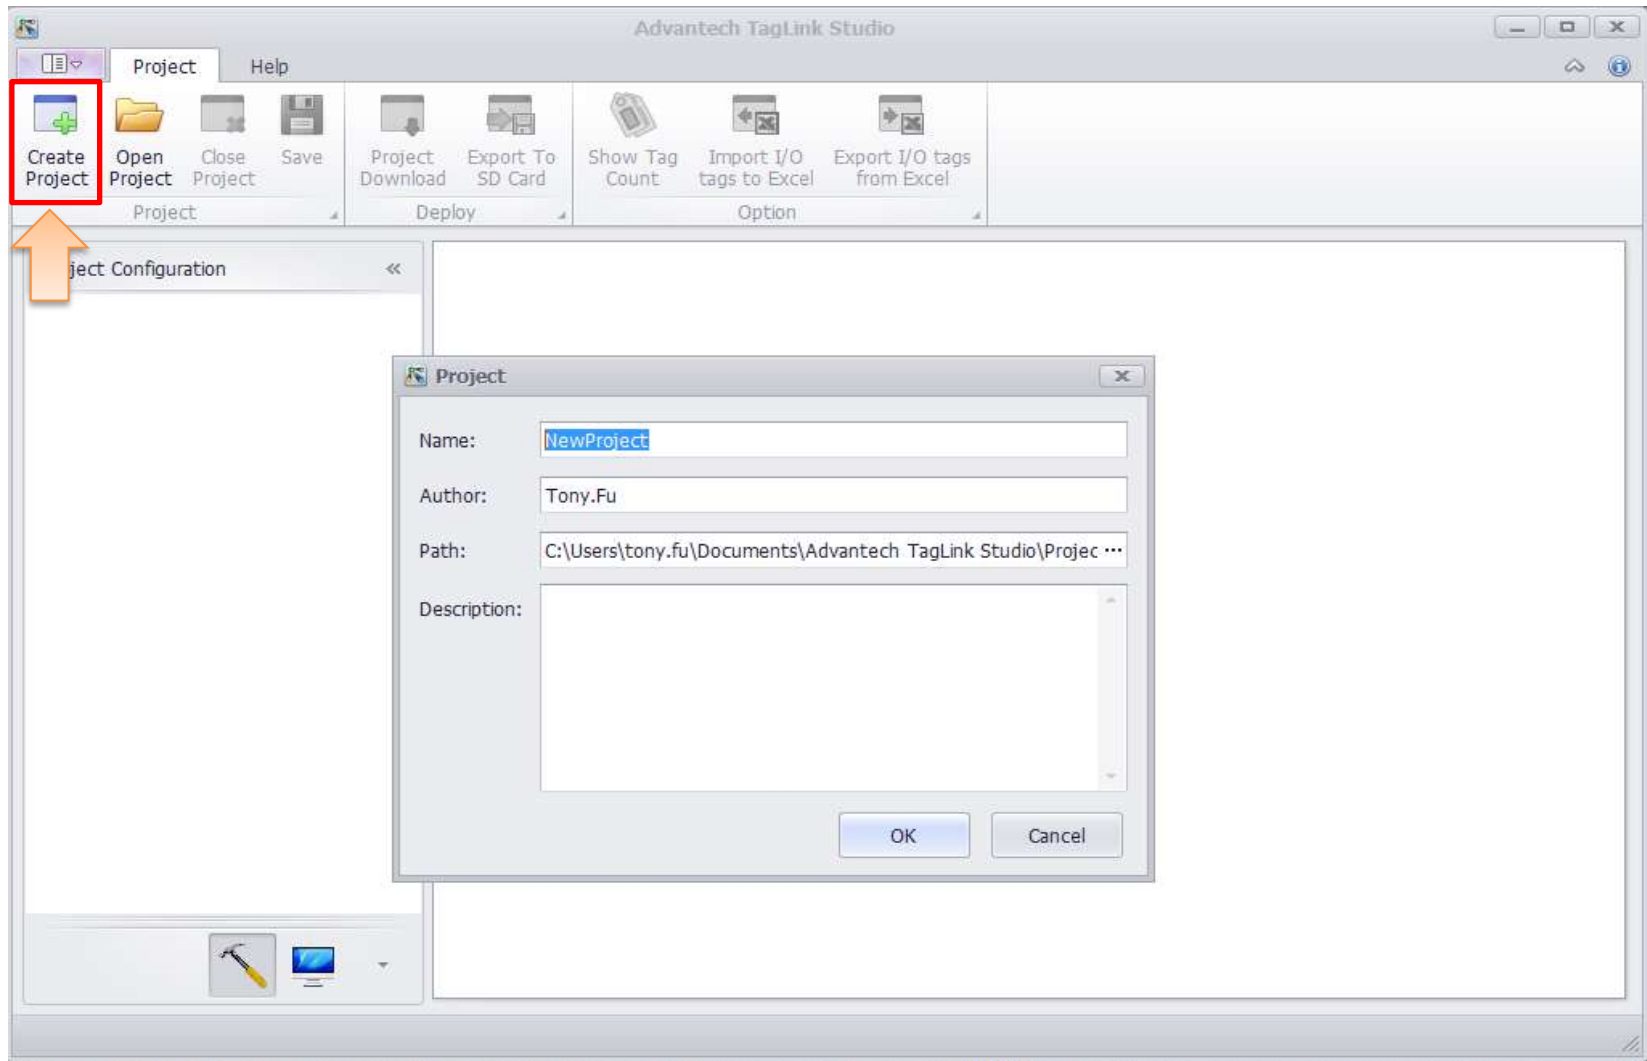 Advantech TagLink Studio
Project Help
Create Project
Open Project
Close Project
Save
Project Download
Export To SD Card
Show Tag Count
Import I/O tags to Excel
Export I/O tags from Excel
Project
Deploy
Option
ject Configuration
Project
Name: NewProject
Author: Tony.Fu
Path: C:\Users\tony.fu\Documents\Advantech TagLink Studio\Projec ...
Description:
OK Cancel